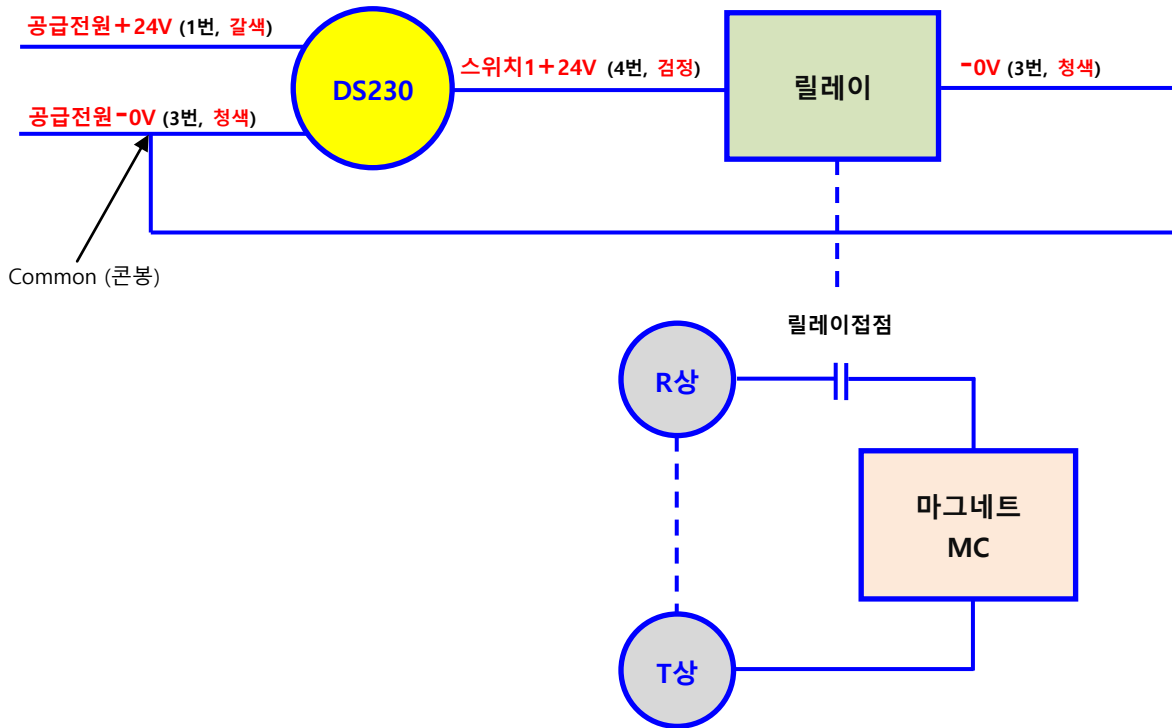 공급전원+24V (1번, 갈색)
DS230
스위치1+24V (4번, 검정)
릴레이
-0V (3번, 청색)
공급전원-0V (3번, 청색)
Common (콘봉)
릴레이접점
R상
마그네트
MC
T상